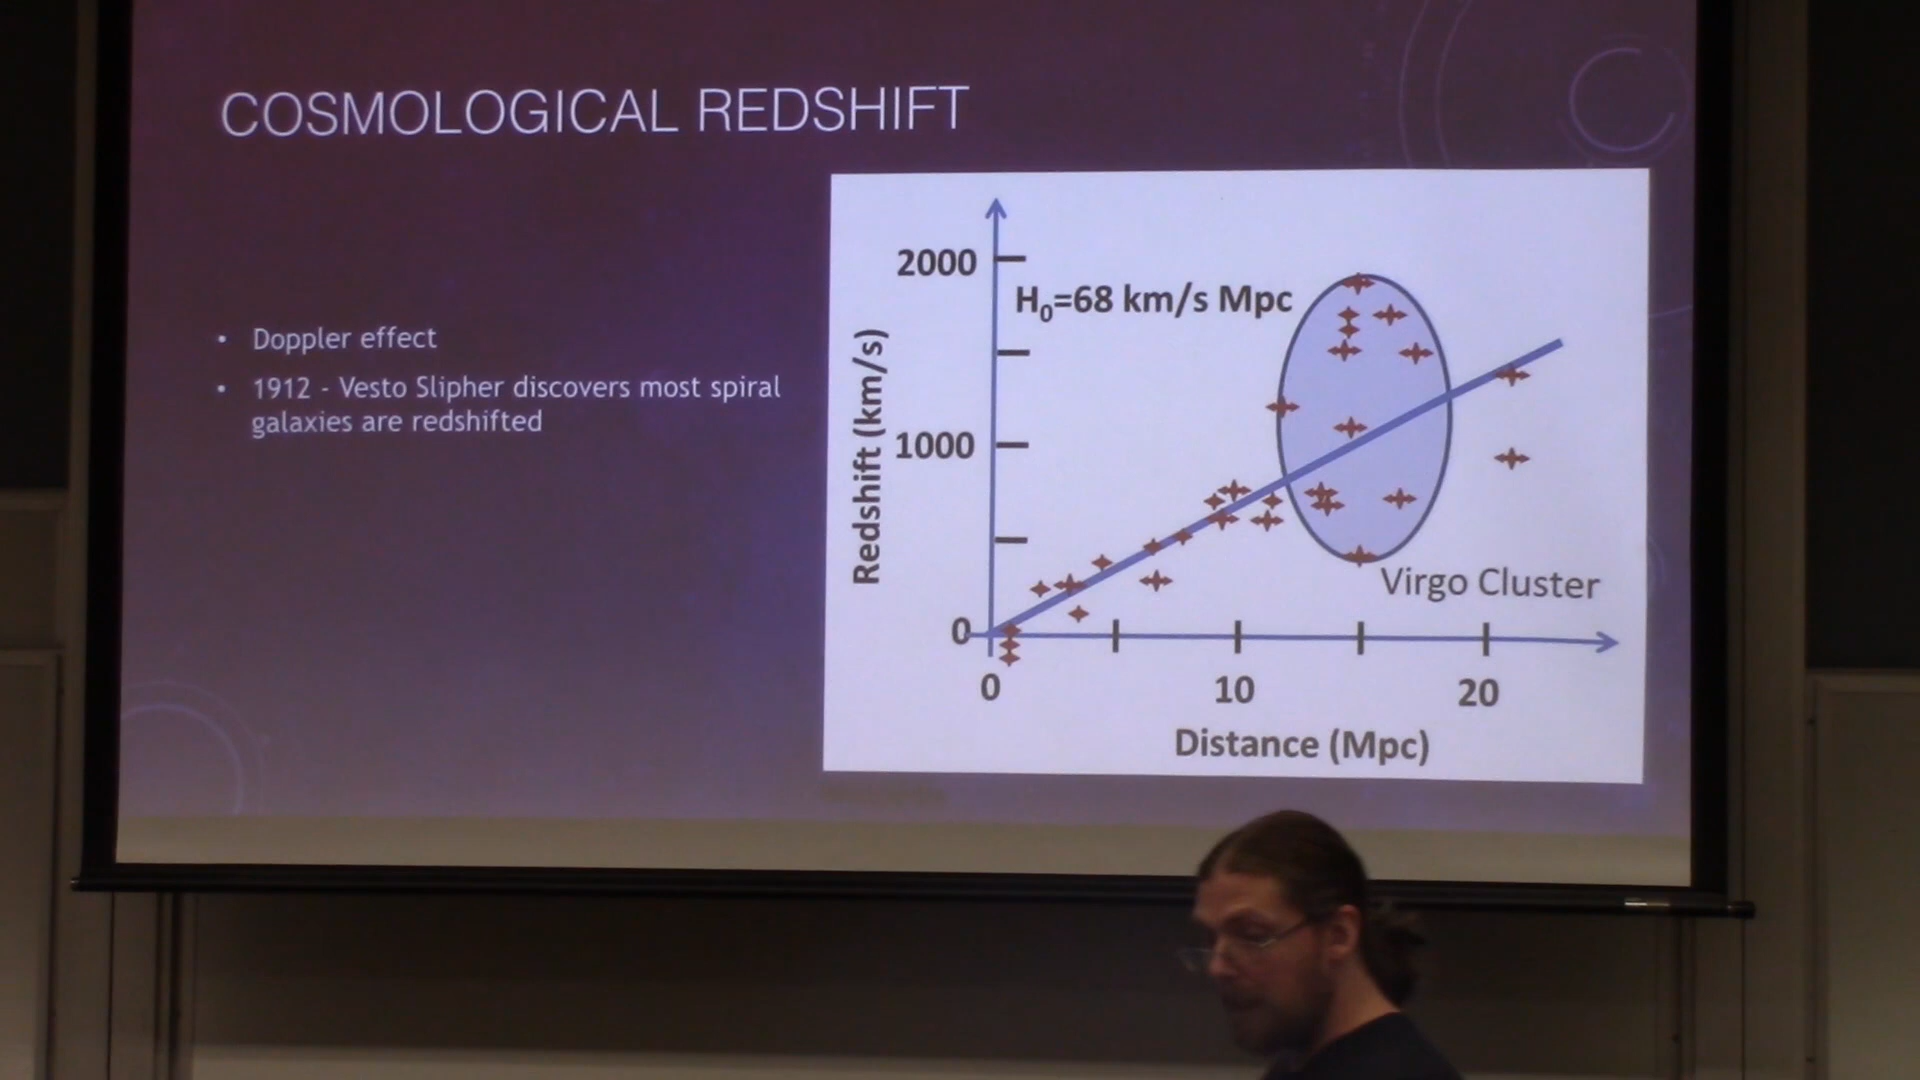 COSMOLOGICAL REDSHIFT
• Doppler effect
• 1912 - Vesto Slipher discovers most spiral
galaxies are redshifted
2000
H₀=68 km/s Mpc
Redshift (km/s)
1000
Virgo Cluster
0
0 10 20
Distance (Mpc)